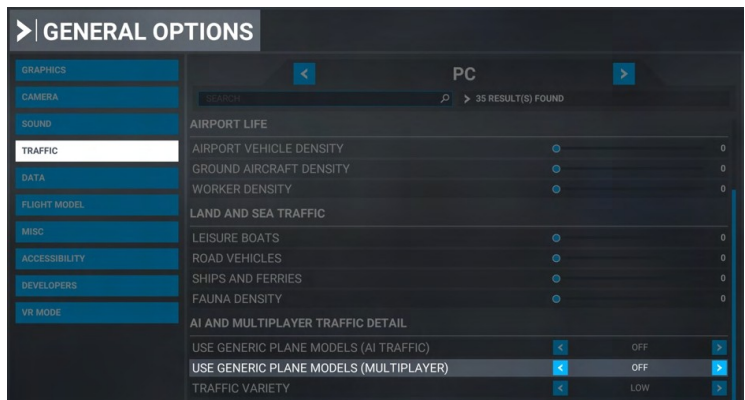 GENERAL OPTIONS
GRAPHICS
CAMERA
SOUND
TRAFFIC
DATA
FLIGHT MODEL
MISC
ACCESSIBILITY
DEVELOPERS
VR MODE
PC
SEARCH 35 RESULT(S) FOUND
AIRPORT LIFE
AIRPORT VEHICLE DENSITY 0
GROUND AIRCRAFT DENSITY 0
WORKER DENSITY 0
LAND AND SEA TRAFFIC
LEISURE BOATS 0
ROAD VEHICLES 0
SHIPS AND FERRIES 0
FAUNA DENSITY 0
AI AND MULTIPLAYER TRAFFIC DETAIL
USE GENERIC PLANE MODELS (AI TRAFFIC) OFF
USE GENERIC PLANE MODELS (MULTIPLAYER) OFF
TRAFFIC VARIETY LOW